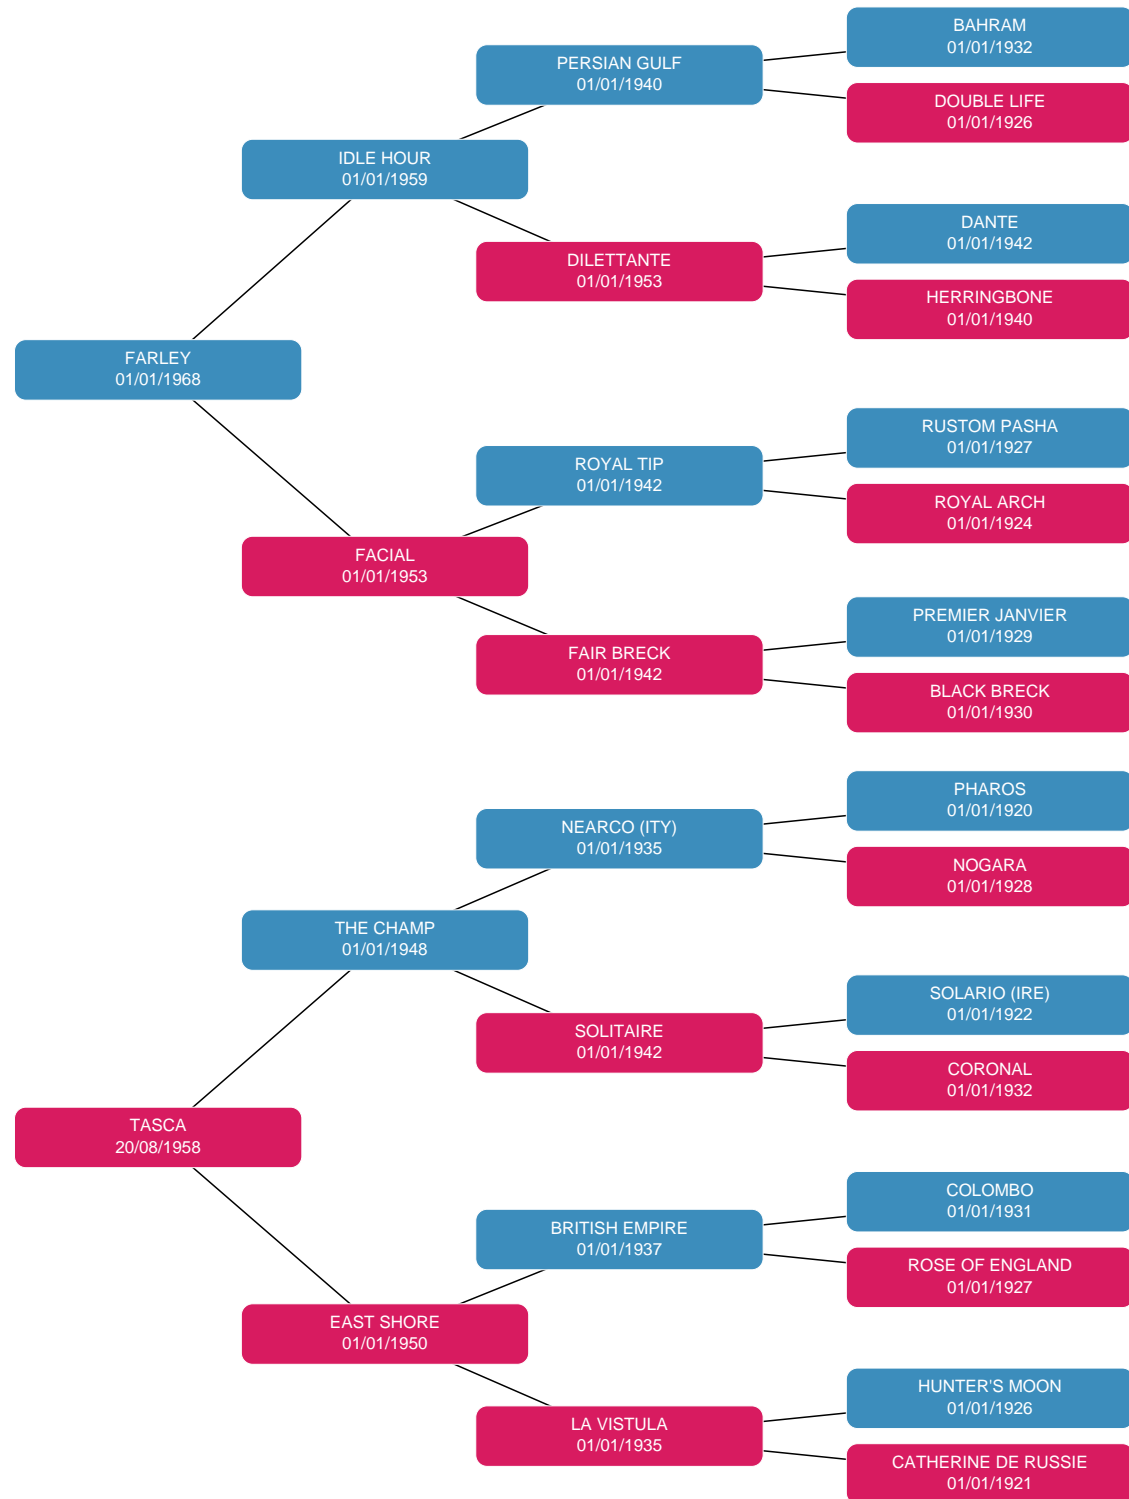 BAHRAM
01/01/1932
PERSIAN GULF
01/01/1940
DOUBLE LIFE
01/01/1926
IDLE HOUR
01/01/1959
DANTE
01/01/1942
DILETTANTE
01/01/1953
HERRINGBONE
01/01/1940
FARLEY
01/01/1968
RUSTOM PASHA
01/01/1927
ROYAL TIP
01/01/1942
ROYAL ARCH
01/01/1924
FACIAL
01/01/1953
PREMIER JANVIER
01/01/1929
FAIR BRECK
01/01/1942
BLACK BRECK
01/01/1930
PHAROS
01/01/1920
NEARCO (ITY)
01/01/1935
NOGARA
01/01/1928
THE CHAMP
01/01/1948
SOLARIO (IRE)
01/01/1922
SOLITAIRE
01/01/1942
CORONAL
01/01/1932
TASCA
20/08/1958
COLOMBO
01/01/1931
BRITISH EMPIRE
01/01/1937
ROSE OF ENGLAND
01/01/1927
EAST SHORE
01/01/1950
HUNTER'S MOON
01/01/1926
LA VISTULA
01/01/1935
CATHERINE DE RUSSIE
01/01/1921